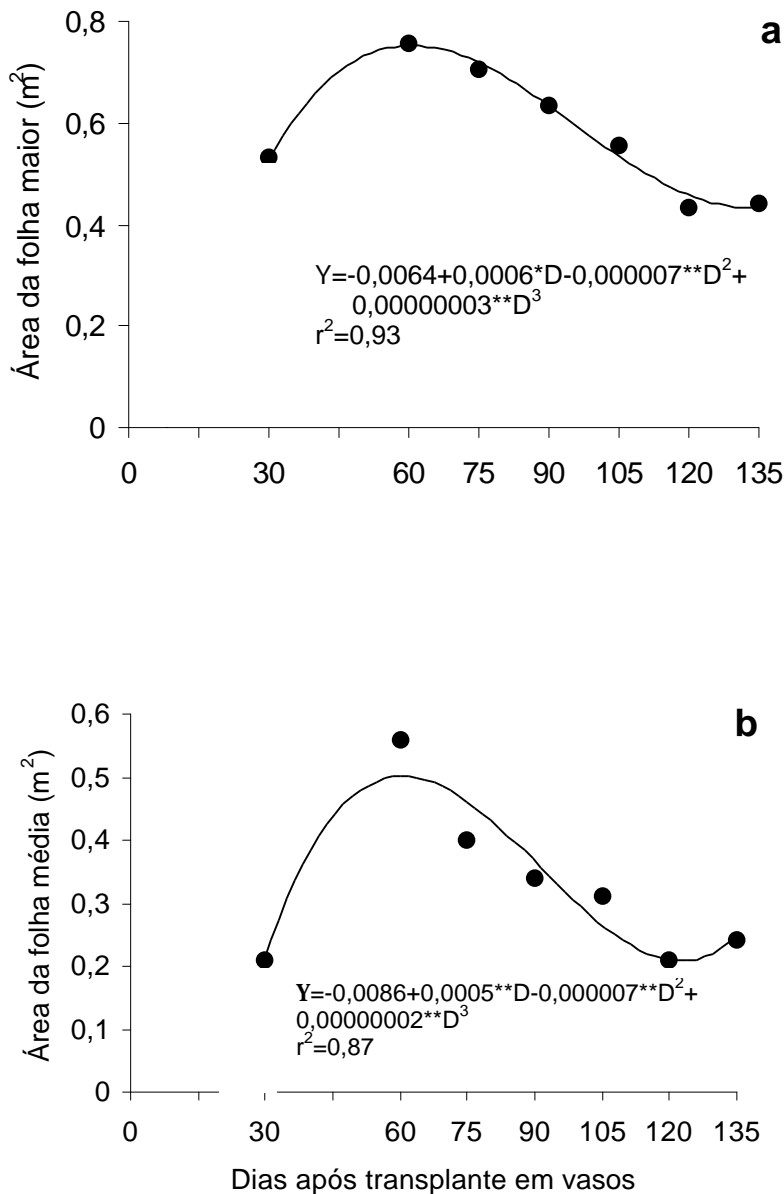 a
Área da folha maior (m²)
0,8
0,6
0,4
0,2
0
Y=-0,0064+0,0006*D-0,000007**D²+
0,00000003**D³
r²=0,93
0 30 60 75 90 105 120 135
b
Área da folha média (m²)
0,6
0,5
0,4
0,3
0,2
0,1
0
Y=-0,0086+0,0005**D-0,000007**D²+
0,00000002**D³
r²=0,87
0 30 60 75 90 105 120 135
Dias após transplante em vasos